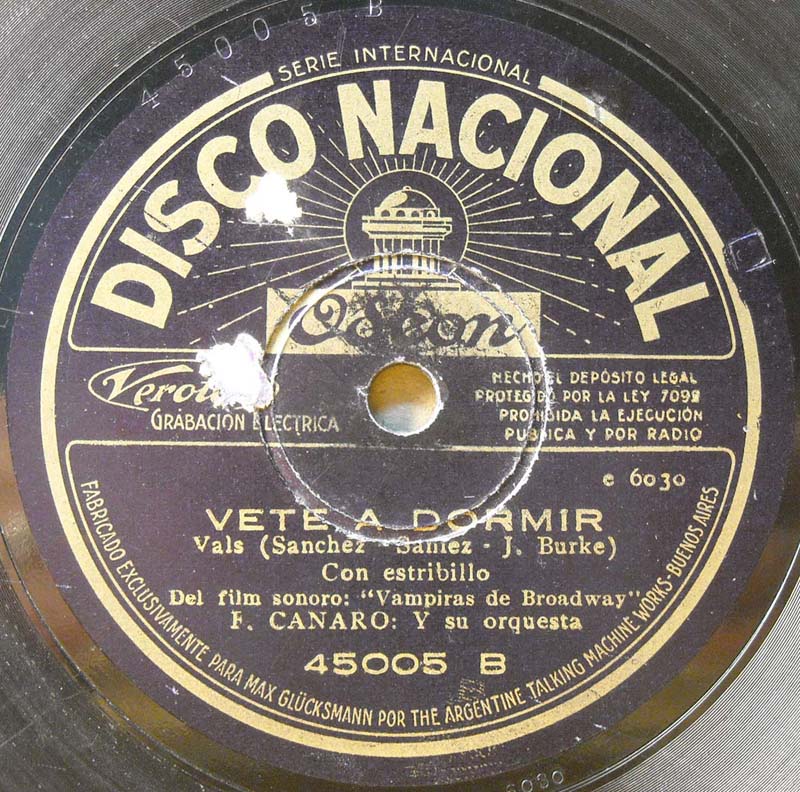 45005 B
SERIE INTERNACIONAL
DISCO NACIONAL
Odeon
GRABACION ELECTRICA
HECHO EL DEPÓSITO LEGAL
PROTEGIDO POR LA LEY 7092
PROHIBIDA LA EJECUCIÓN
PUBLICA Y POR RADIO
e 6030
VETE A DORMIR
Vals (Sanchez - - J. Burke)
Con estribillo
Del film sonoro: "Vampiras de Broadway"
F. CANARO: Y su orquesta
45005 B
FABRICADO EXCLUSIVAMENTE PARA MAX GLÜCKSMANN POR THE ARGENTINE TALKING MACHINE WORKS-BUENOS AIRES
6030